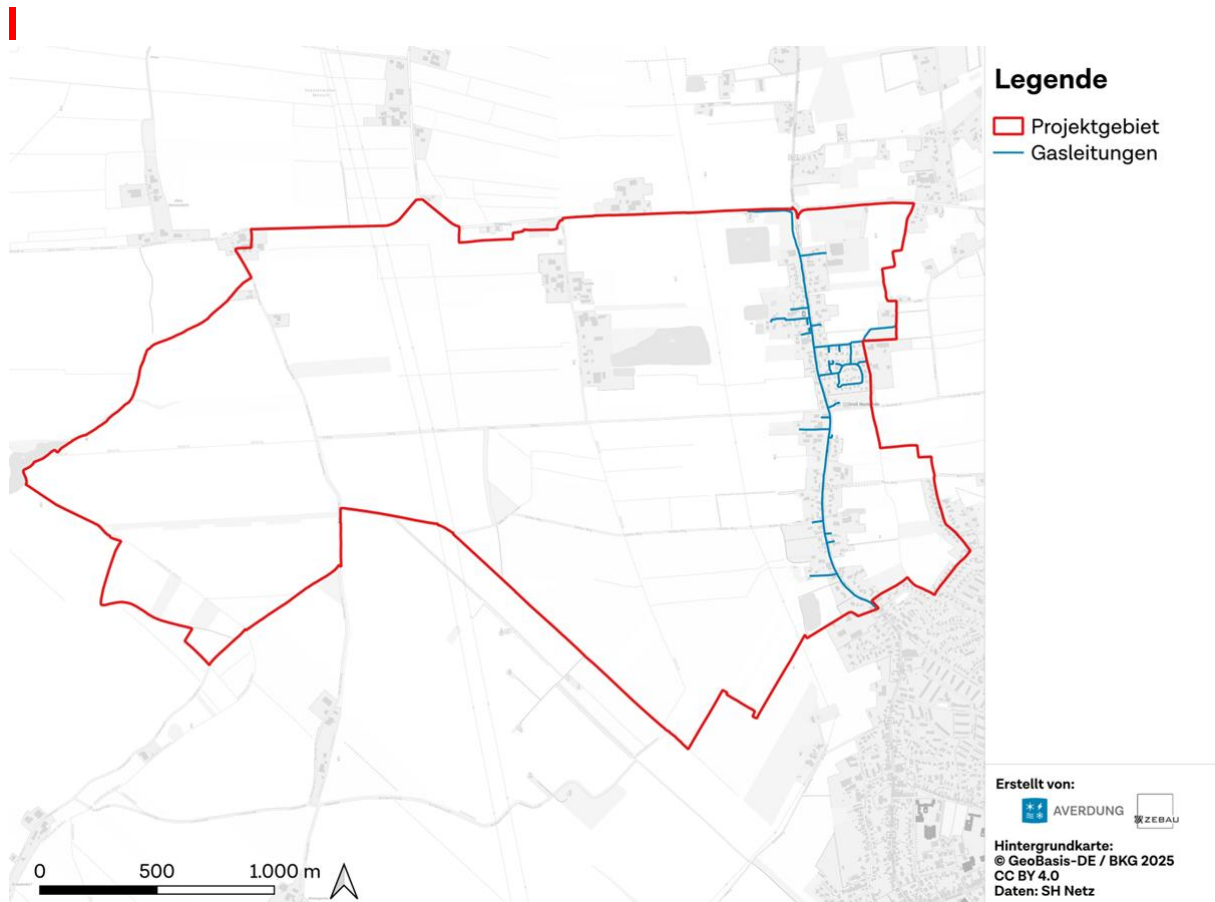 Legende
Projektgebiet
Gasleitungen
Erstellt von:
AVERDUNG
ZEBAU
Hintergrundkarte:
© GeoBasis-DE / BKG 2025
CC BY 4.0
Daten: SH Netz
0 500 1.000 m